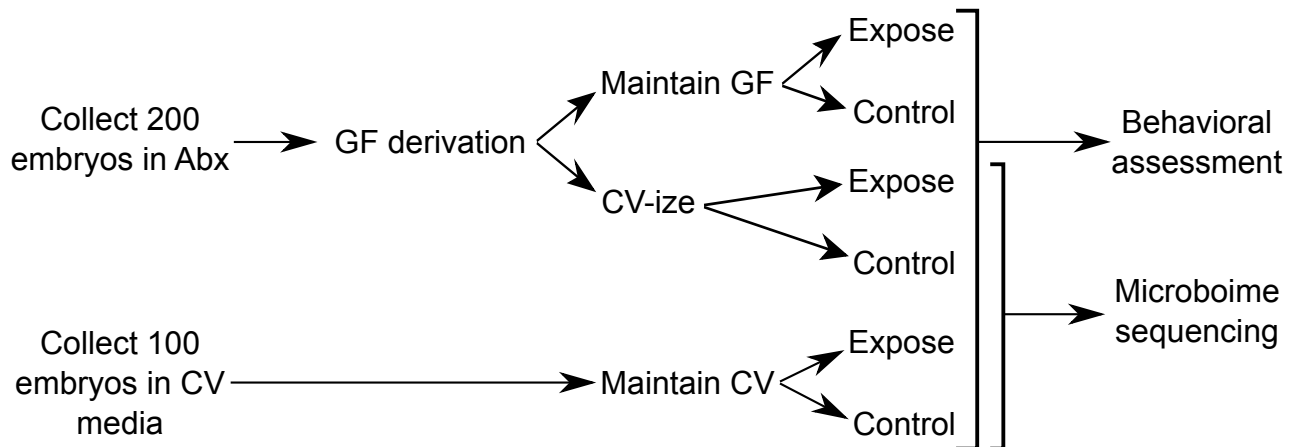 Collect 200
embryos in Abx
GF derivation
Maintain GF
Expose
Control
CV-ize
Expose
Control
Collect 100
embryos in CV
media
Maintain CV
Expose
Control
Behavioral
assessment
Microboime
sequencing